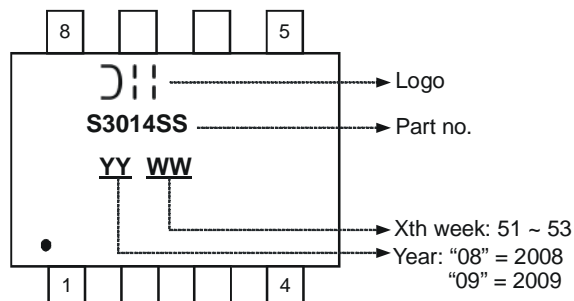 8 5
Logo
S3014SS Part no.
YY WW
Xth week: 51 ~ 53
Year: “08” = 2008
“09” = 2009
1 4